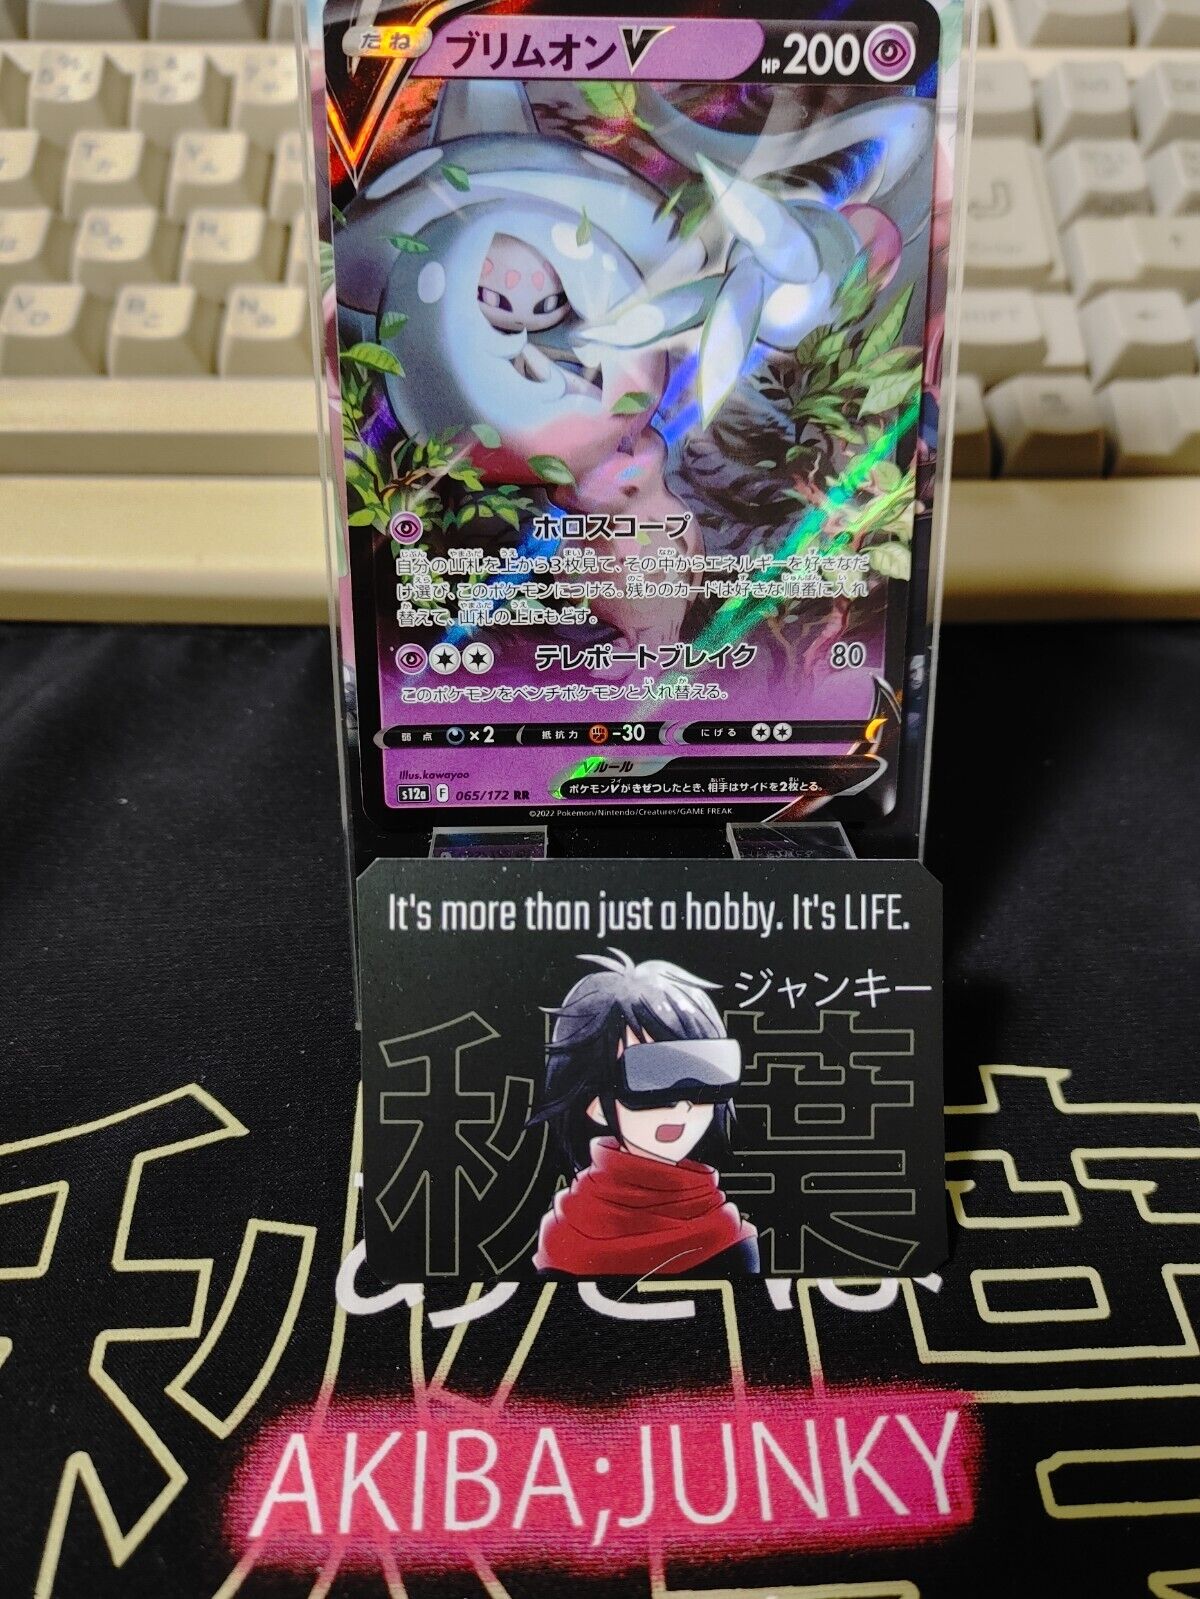 たね ブリムオンV HP 200
ホロスコープ
自分の山札を上から3枚見て、その中からエネルギーを好きなだ
け選び、このポケモンにつける。残りのカードは好きな順番に入れ
替えて、山札の上にもどす。
テレポートブレイク 80
このポケモンをベンチポケモンと入れ替える。
弱点 ×2 抵抗力 -30 にげる
Illus.kawayoo
Vルール
s12a F 065/172 RR
ポケモンVがきぜつしたとき、相手はサイドを2枚とる。
©2022 Pokémon/Nintendo/Creatures/GAME FREAK
It's more than just a hobby. It's LIFE.
ジャンキー
秋葉
AKIBA;JUNKY